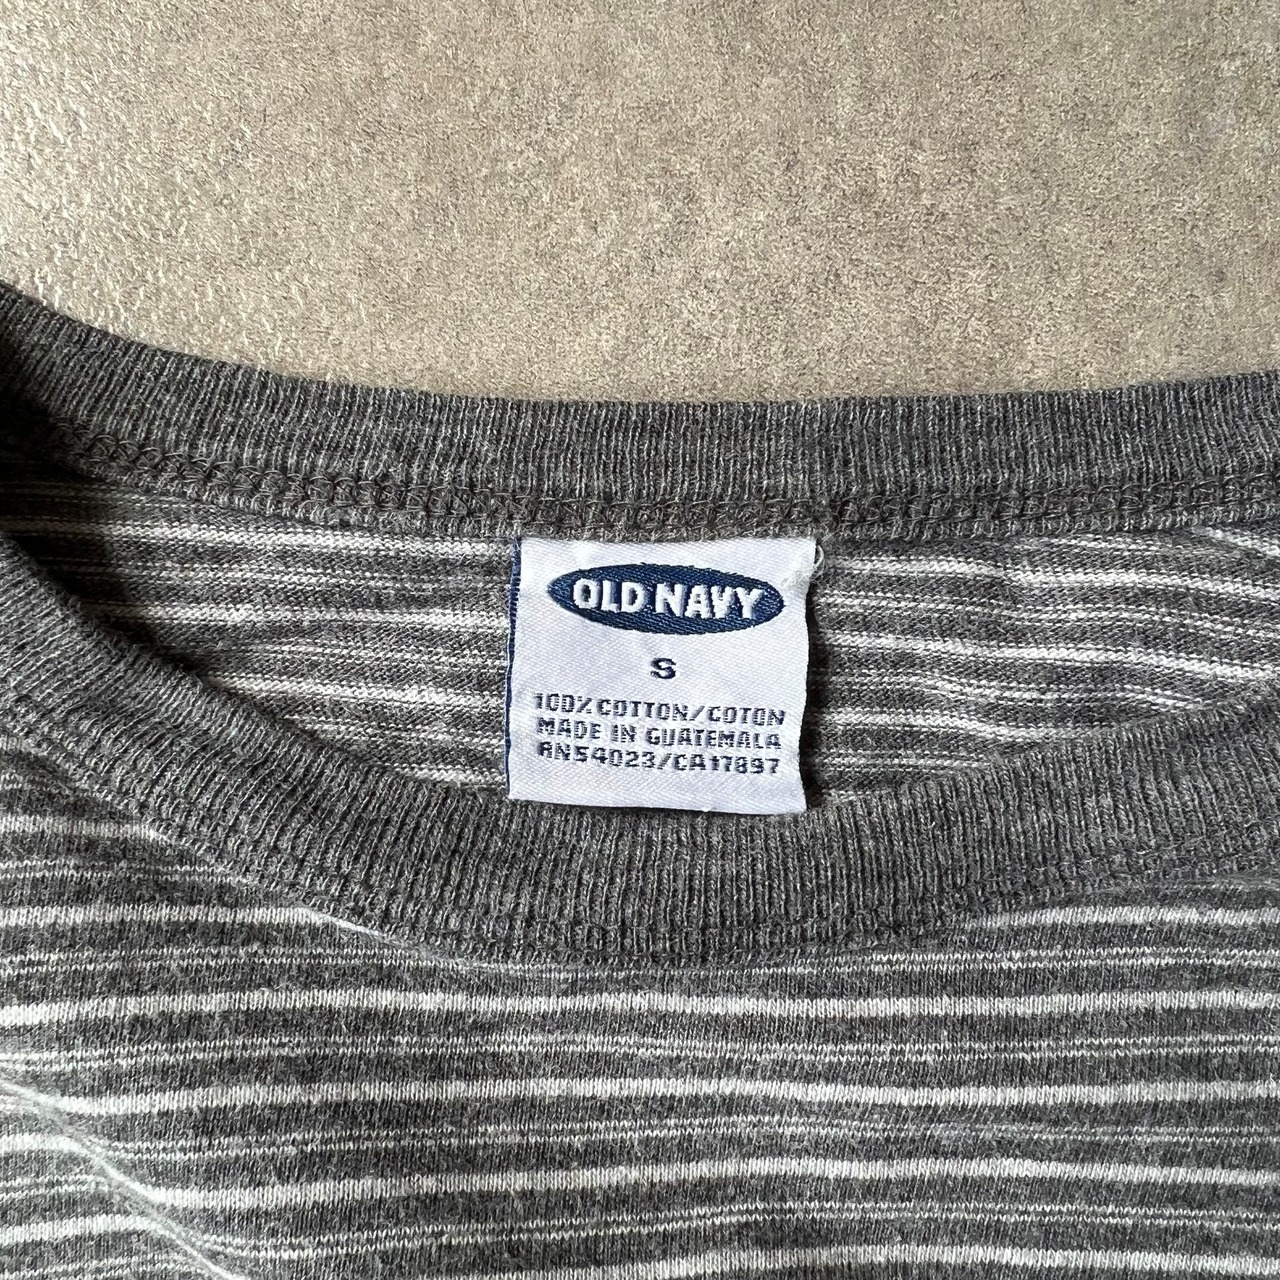 OLD NAVY
S
100% COTTON/COTON
MADE IN GUATEMALA
RN54023/CA17897